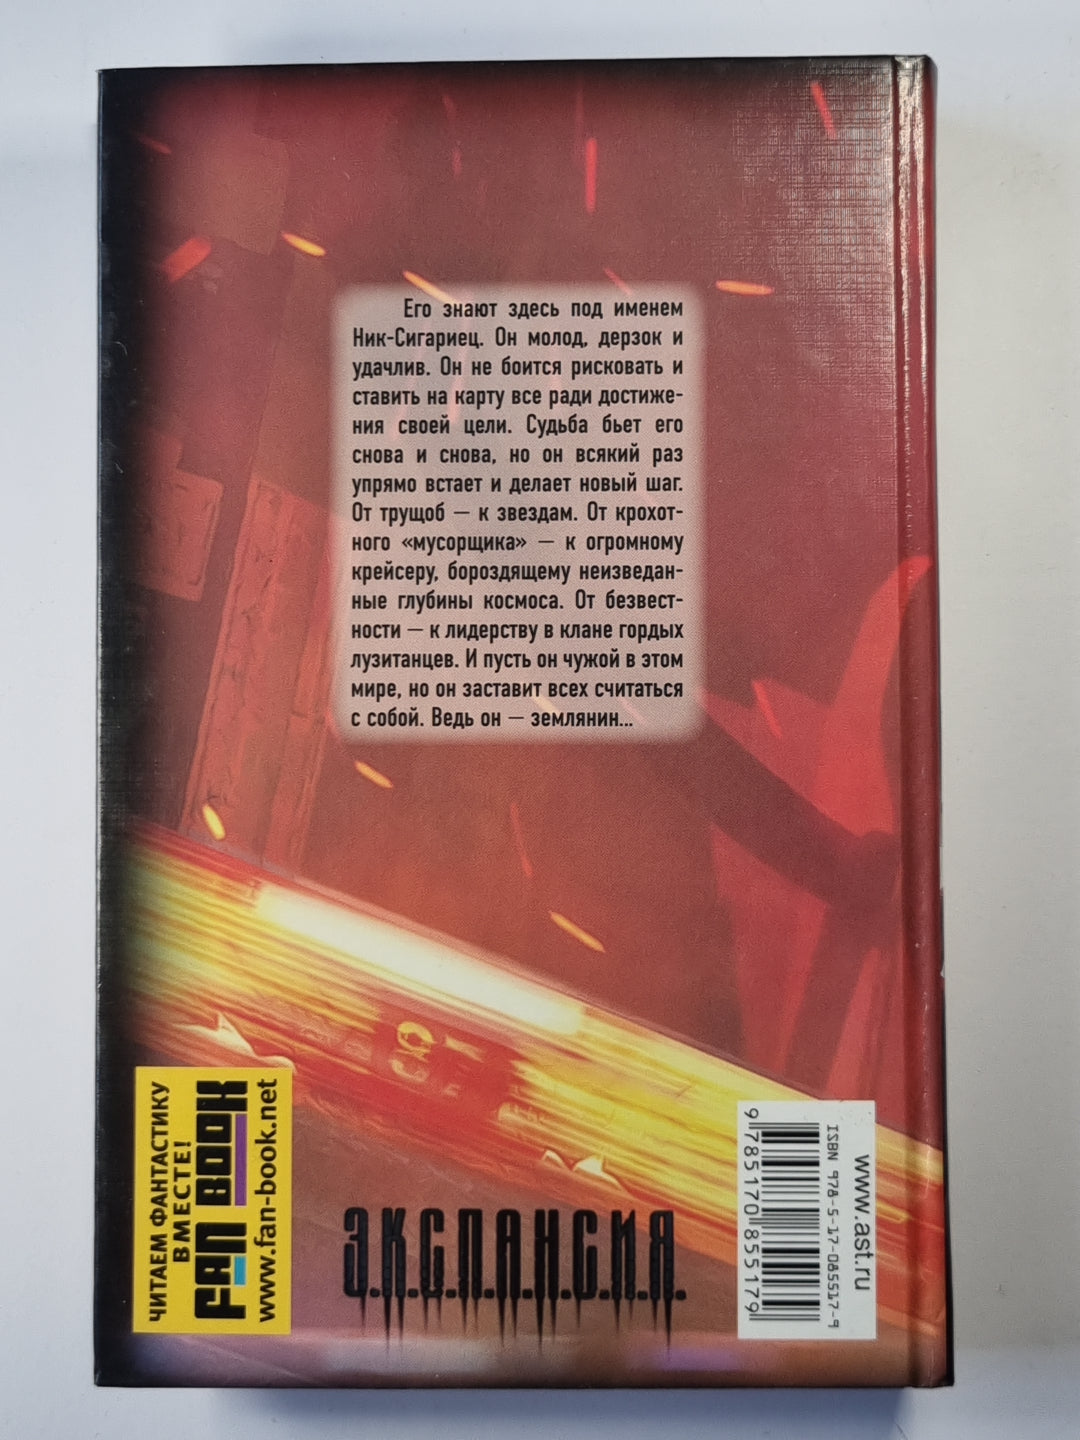 Его знают здесь под именем
Ник-Сигариец. Он молод, дерзок и
удачлив. Он не боится рисковать и
ставить на карту все ради достиже-
ния своей цели. Судьба бьет его
снова и снова, но он всякий раз
упрямо встает и делает новый шаг.
От трущоб — к звездам. От крохот-
ного «мусорщика» — к огромному
крейсеру, бороздящему неизведан-
ные глубины космоса. От безвест-
ности — к лидерству в клане гордых
лузитанцев. И пусть он чужой в этом
мире, но он заставит всех считаться
с собой. Ведь он — землянин...
ЧИТАЕМ ФАНТАСТИКУ
ВМЕСТЕ!
FAN BOOK
www.fan-book.net
Э.К.С.П.А.Н.С.И.Я.
www.ast.ru
ISBN 978-5-17-085517-9
9 785170 855179